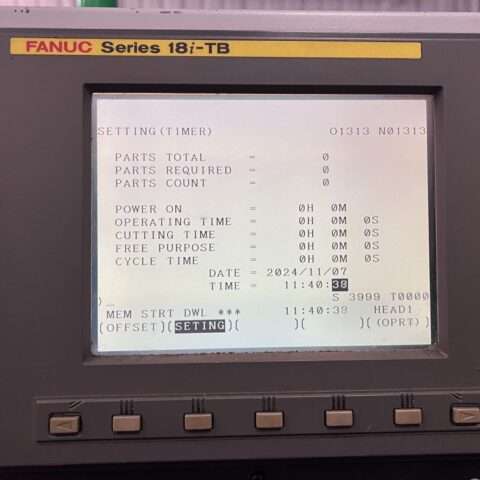 FANUC Series 18i-TB
SETTING(TIMER) O1313 N01313
PARTS TOTAL = 0
PARTS REQUIRED = 0
PARTS COUNT = 0
POWER ON = 0H 0M
OPERATING TIME = 0H 0M 0S
CUTTING TIME = 0H 0M 0S
FREE PURPOSE = 0H 0M 0S
CYCLE TIME = 0H 0M 0S
DATE = 2024/11/07
TIME = 11:40:38
S 3999 T0000
)_
MEM STRT DWL *** 11:40:38 HEAD1
(OFFSET)(SETING)( )( )( (OPRT) )